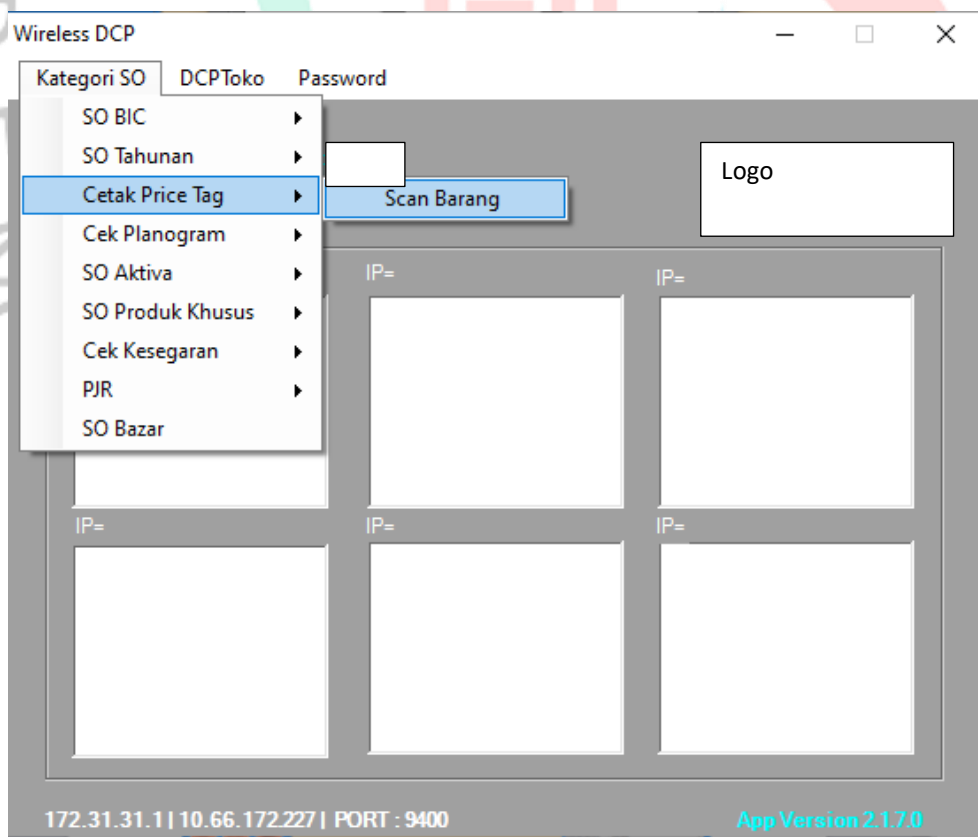 Wireless DCP
Kategori SO DCPToko Password
SO BIC
SO Tahunan
Cetak Price Tag
Scan Barang
Cek Planogram
SO Aktiva
SO Produk Khusus
Cek Kesegaran
PJR
SO Bazar
Logo
IP=
IP=
IP=
IP=
IP=
172.31.31.1 | 10.66.172.227 | PORT : 9400
App Version 2.1.7.0